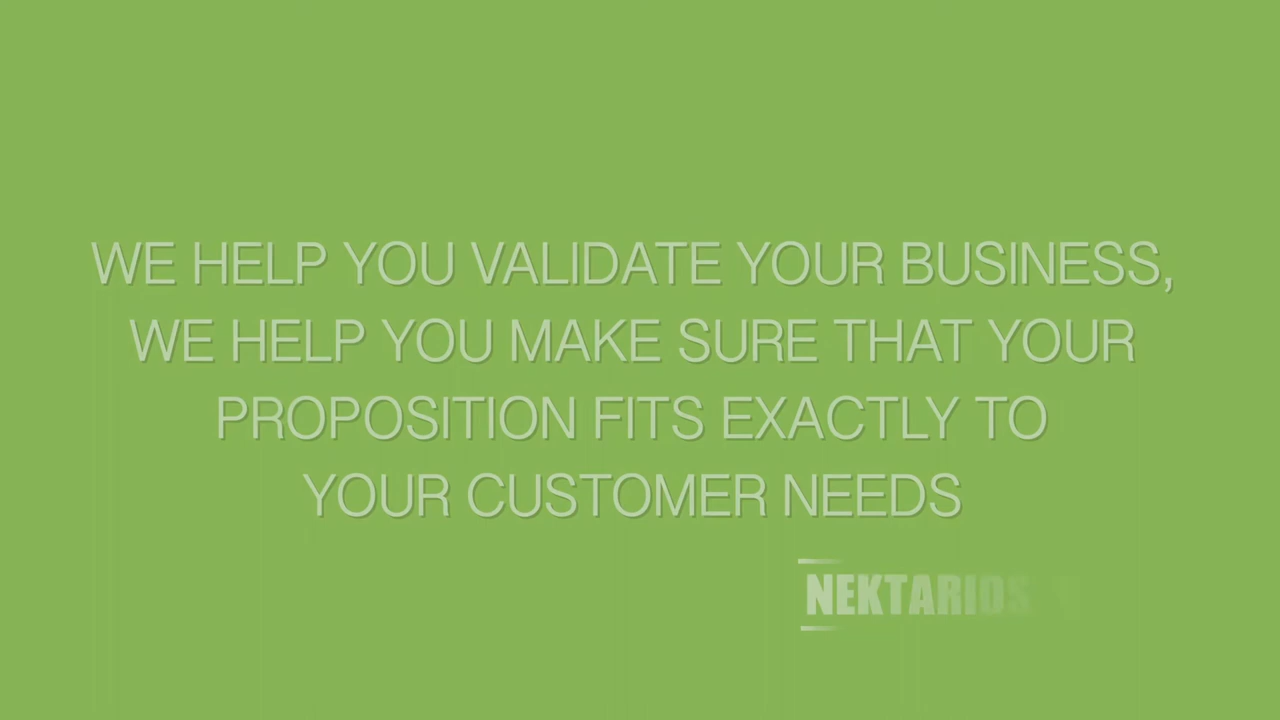 WE HELP YOU VALIDATE YOUR BUSINESS,
WE HELP YOU MAKE SURE THAT YOUR
PROPOSITION FITS EXACTLY TO
YOUR CUSTOMER NEEDS
NEKTARIOS